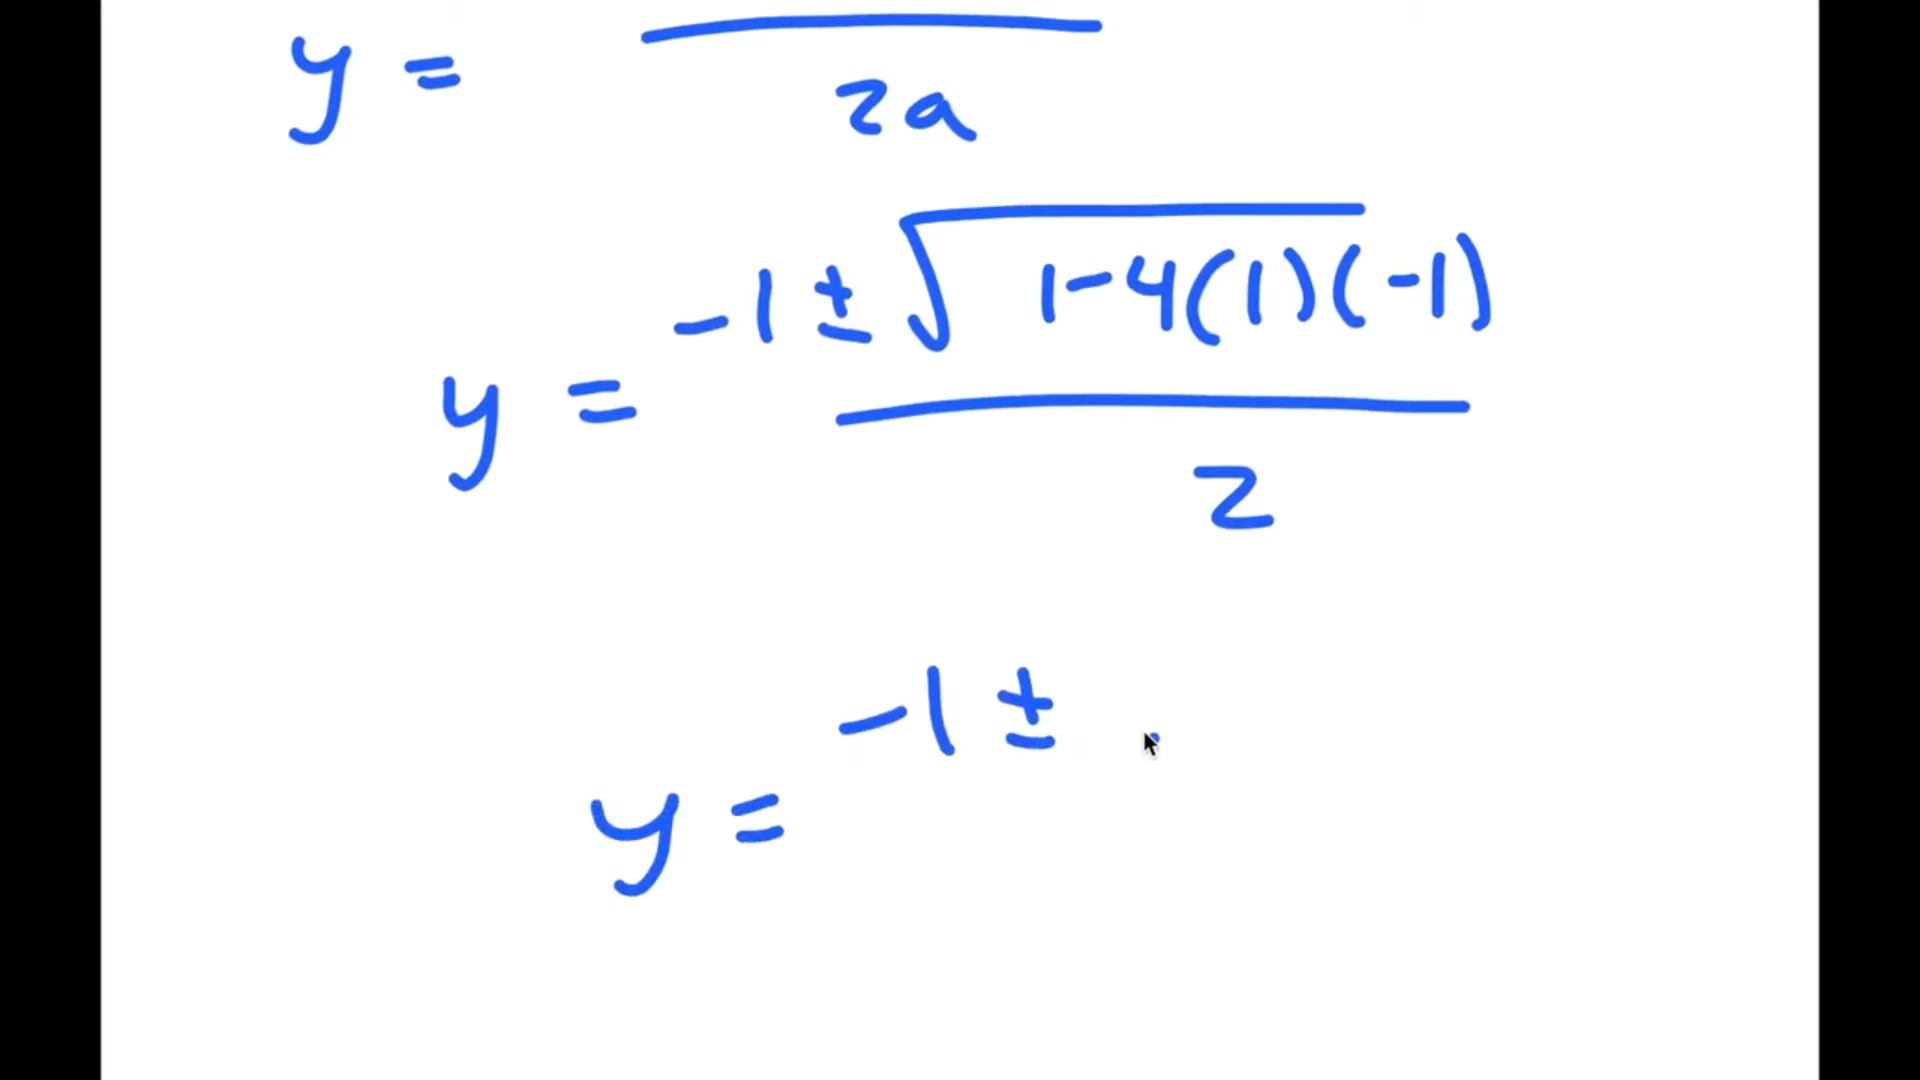 y = ―
2a
y = -1 ± √1-4(1)(-1)
2
y = -1 ±